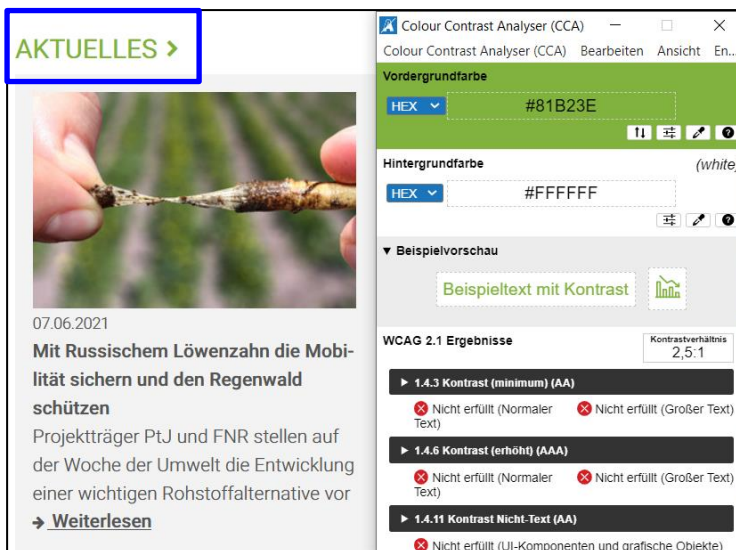 AKTUELLES
07.06.2021
Mit Russischem Löwenzahn die Mobi-
lität sichern und den Regenwald
schützen
Projektträger PtJ und FNR stellen auf
der Woche der Umwelt die Entwicklung
einer wichtigen Rohstoffalternative vor
Weiterlesen
Colour Contrast Analyser (CCA)
Colour Contrast Analyser (CCA) Bearbeiten Ansicht En...
Vordergrundfarbe
HEX #81B23E
Hintergrundfarbe (white)
HEX #FFFFFF
Beispielvorschau
Beispieltext mit Kontrast
WCAG 2.1 Ergebnisse
Kontrastverhältnis
2,5:1
1.4.3 Kontrast (minimum) (AA)
Nicht erfüllt (Normaler Text)
Nicht erfüllt (Großer Text)
1.4.6 Kontrast (erhöht) (AAA)
Nicht erfüllt (Normaler Text)
Nicht erfüllt (Großer Text)
1.4.11 Kontrast Nicht-Text (AA)
Nicht erfüllt (UI-Komponenten und grafische Objekte)